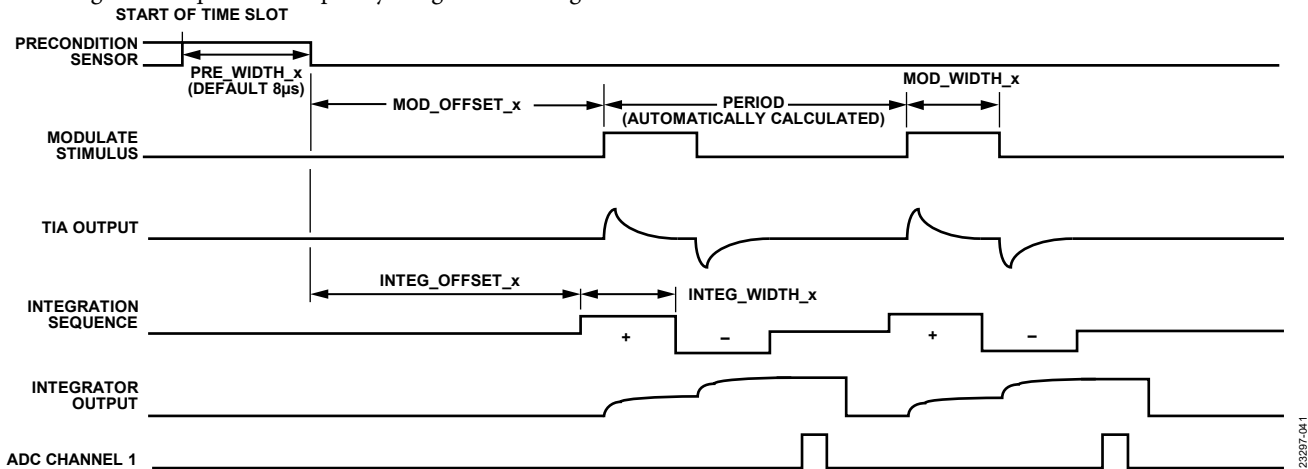 START OF TIME SLOT
PRECONDITION
SENSOR
PRE_WIDTH_x
(DEFAULT 8µs)
MOD_OFFSET_x
PERIOD
(AUTOMATICALLY CALCULATED)
MOD_WIDTH_x
MODULATE
STIMULUS
TIA OUTPUT
INTEG_OFFSET_x
INTEG_WIDTH_x
INTEGRATION
SEQUENCE
+ – + –
INTEGRATOR
OUTPUT
ADC CHANNEL 1
23297-041